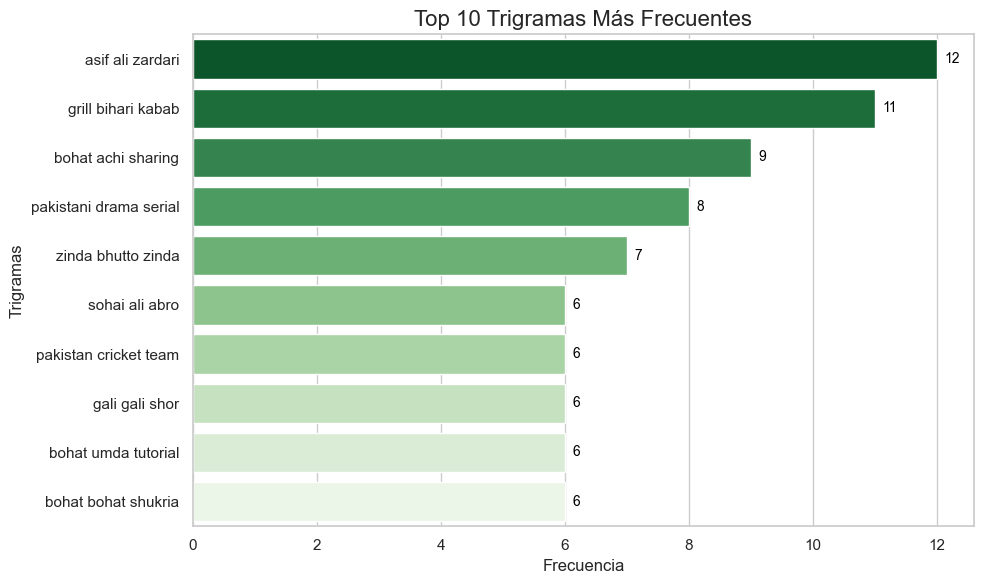 Top 10 Trigramas Más Frecuentes
Trigramas
asif ali zardari 12
grill bihari kabab 11
bohat achi sharing 9
pakistani drama serial 8
zinda bhutto zinda 7
sohai ali abro 6
pakistan cricket team 6
gali gali shor 6
bohat umda tutorial 6
bohat bohat shukria 6
0 2 4 6 8 10 12
Frecuencia